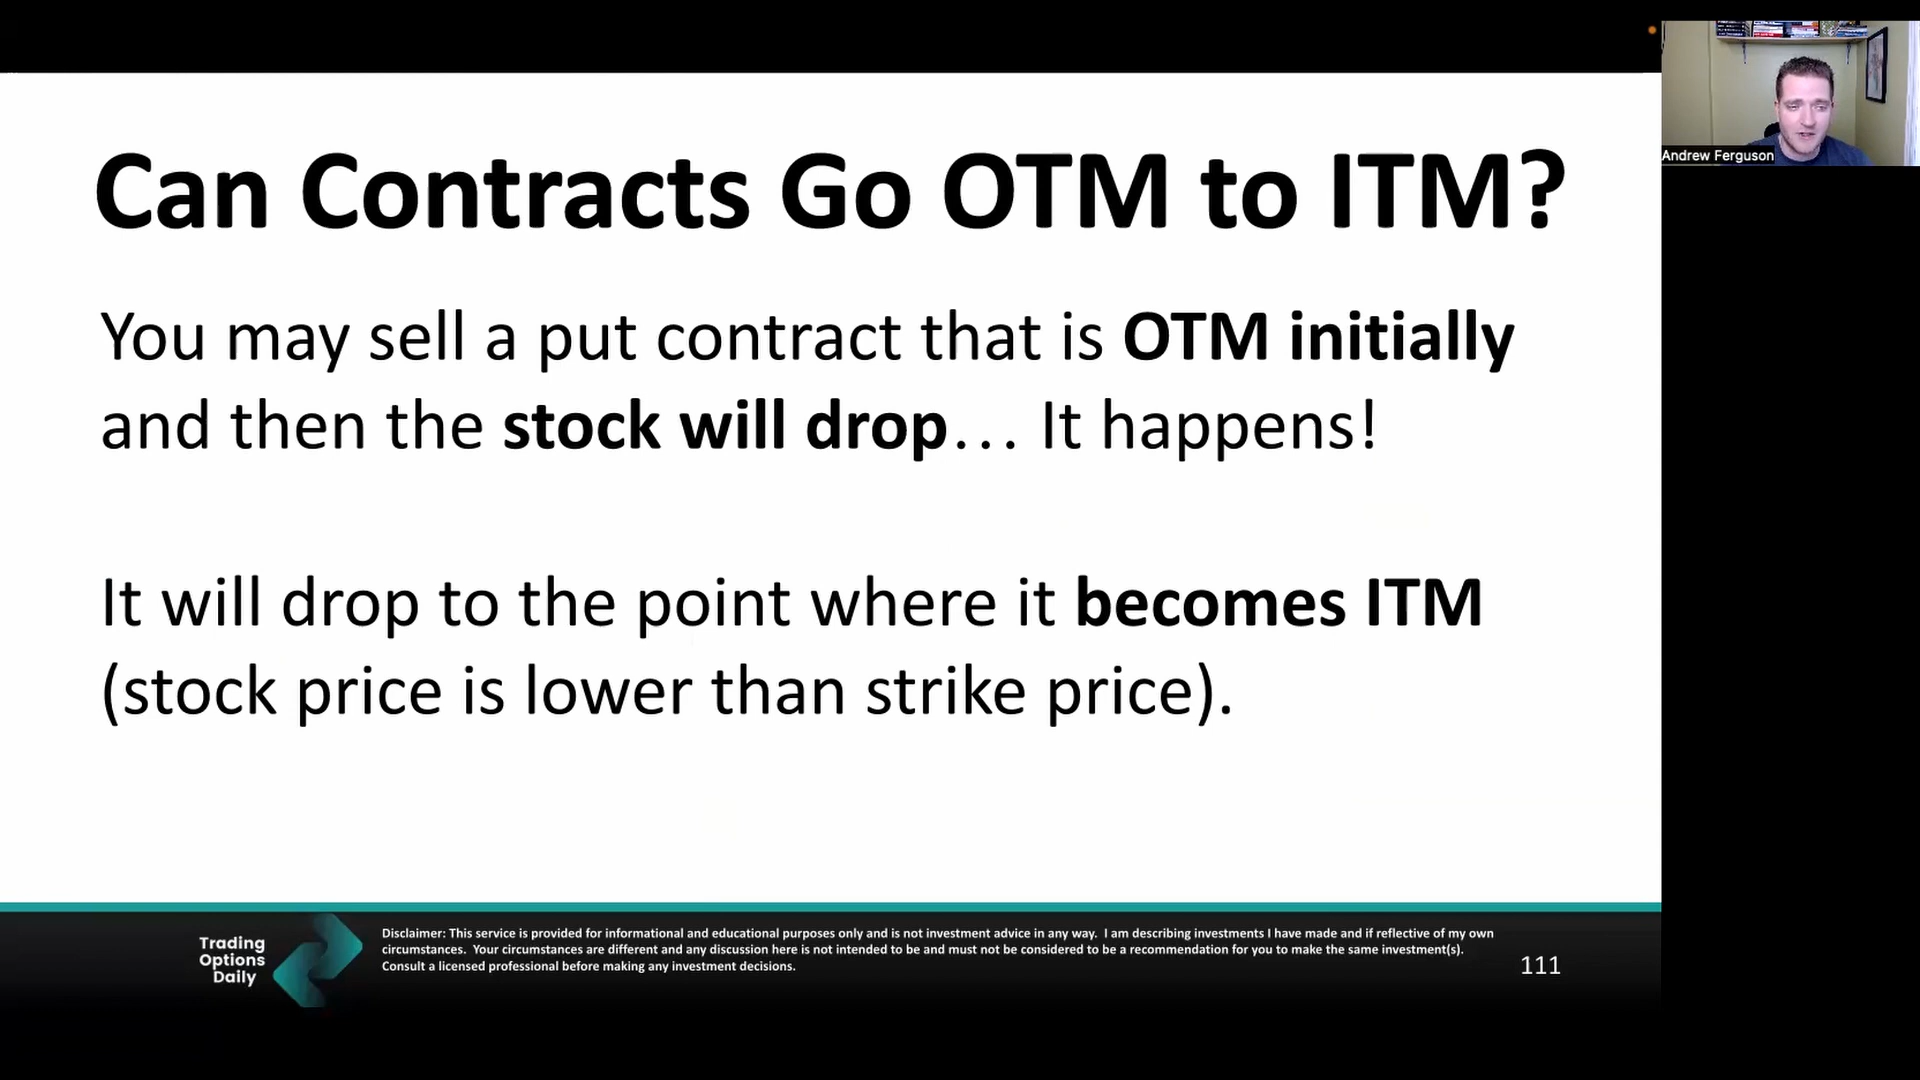 Can Contracts Go OTM to ITM?
You may sell a put contract that is OTM initially
and then the stock will drop… It happens!
It will drop to the point where it becomes ITM
(stock price is lower than strike price).
Andrew Ferguson
Trading
Options
Daily
Disclaimer: This service is provided for informational and educational purposes only and is not investment advice in any way.  I am describing investments I have made and if reflective of my own
circumstances.  Your circumstances are different and any discussion here is not intended to be and must not be considered to be a recommendation for you to make the same investment(s).
Consult a licensed professional before making any investment decisions.
111